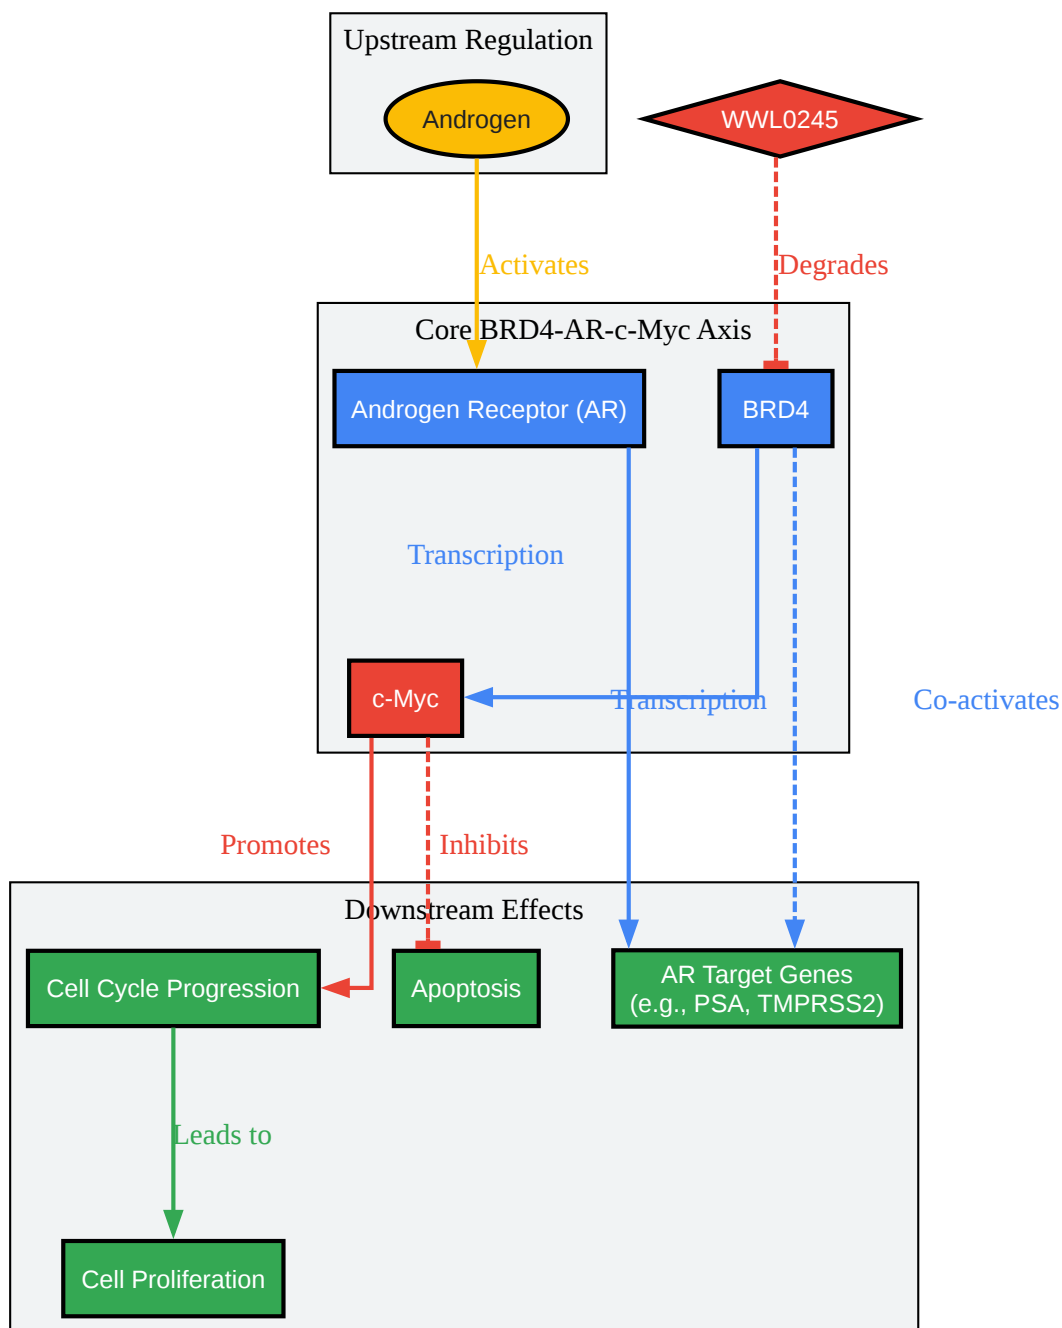 Upstream Regulation
Androgen
WWL0245
Activates
Degrades
Core BRD4-AR-c-Myc Axis
Androgen Receptor (AR)
BRD4
Transcription
c-Myc
Transcription
Co-activates
Promotes
Inhibits
Downstream Effects
Cell Cycle Progression
Apoptosis
AR Target Genes
(e.g., PSA, TMPRSS2)
Leads to
Cell Proliferation